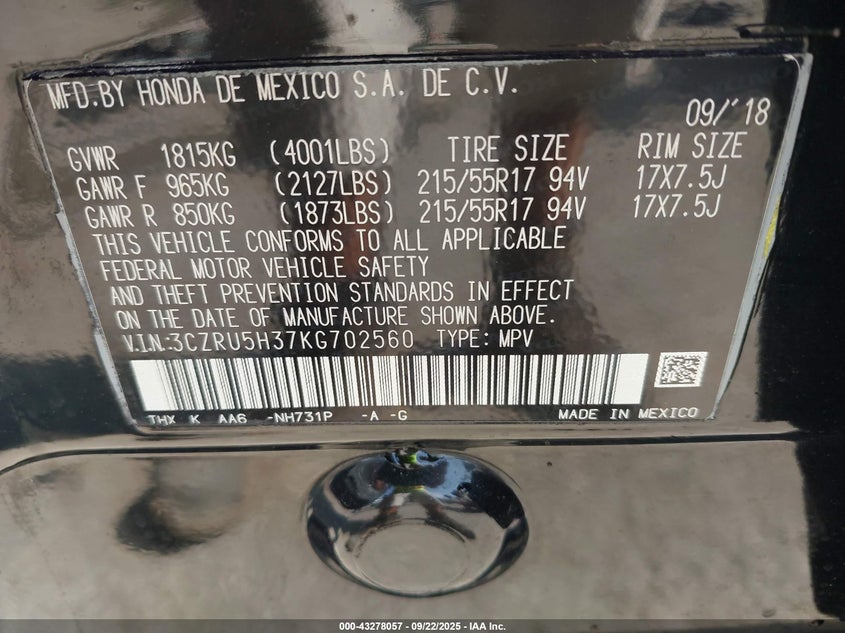 MFD.BY HONDA DE MEXICO S.A. DE C.V.
09/'18
GVWR 1815KG (4001LBS) TIRE SIZE RIM SIZE
GAWR F 965KG (2127LBS) 215/55R17 94V 17X7.5J
GAWR R 850KG (1873LBS) 215/55R17 94V 17X7.5J
THIS VEHICLE CONFORMS TO ALL APPLICABLE
FEDERAL MOTOR VEHICLE SAFETY
AND THEFT PREVENTION STANDARDS IN EFFECT
ON THE DATE OF MANUFACTURE SHOWN ABOVE.
V.I.N.:3CZRU5H37KG702560 TYPE: MPV
THX K AA6 -NH731P -A -G MADE IN MEXICO
000-43278057 - 09/22/2025 - IAA Inc.